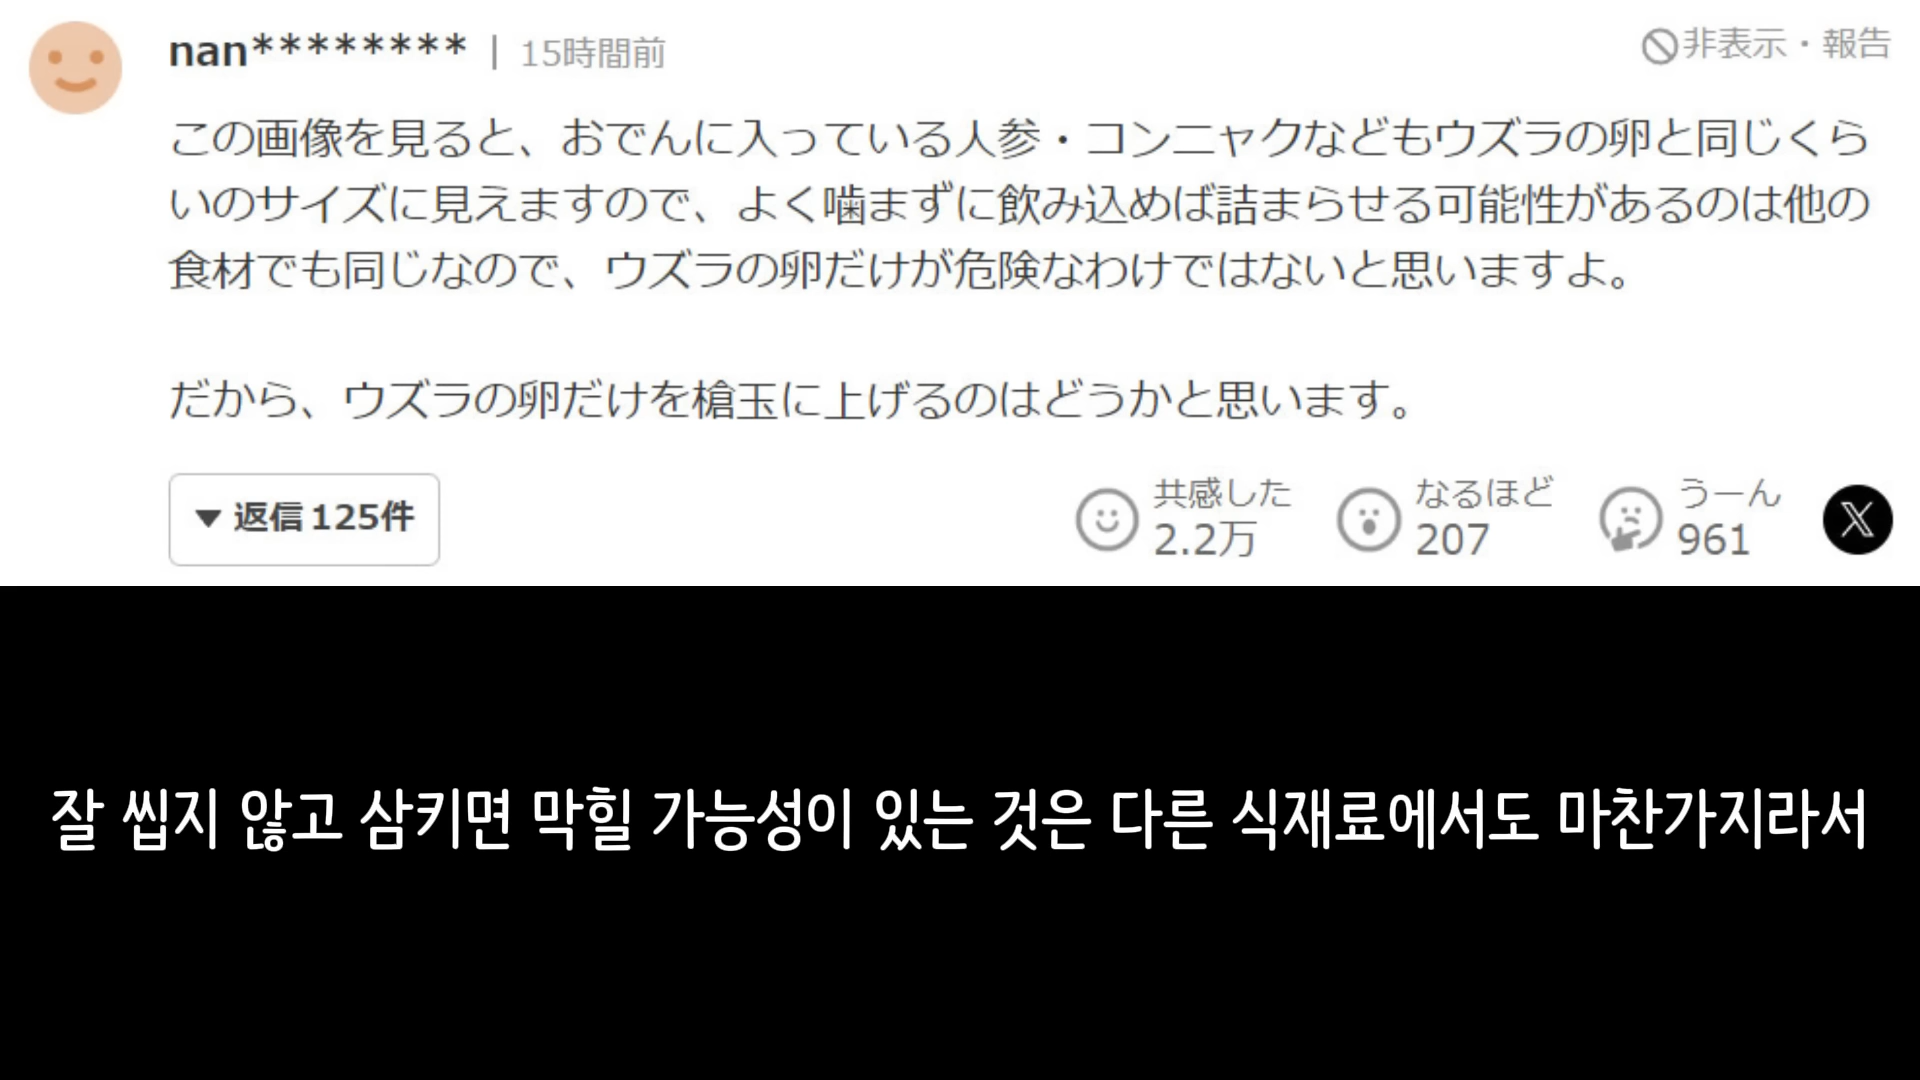 nan******** | 15時間前
非表示・報告
この画像を見ると、おでんに入っている人参・コンニャクなどもウズラの卵と同じくら
いのサイズに見えますので、よく噛まずに飲み込めば詰まらせる可能性があるのは他の
食材でも同じなので、ウズラの卵だけが危険なわけではないと思いますよ。
だから、ウズラの卵だけを槍玉に上げるのはどうかと思います。
返信125件
共感した
2.2万
なるほど
207
うーん
961
잘 씹지 않고 삼키면 막힐 가능성이 있는 것은 다른 식재료에서도 마찬가지라서